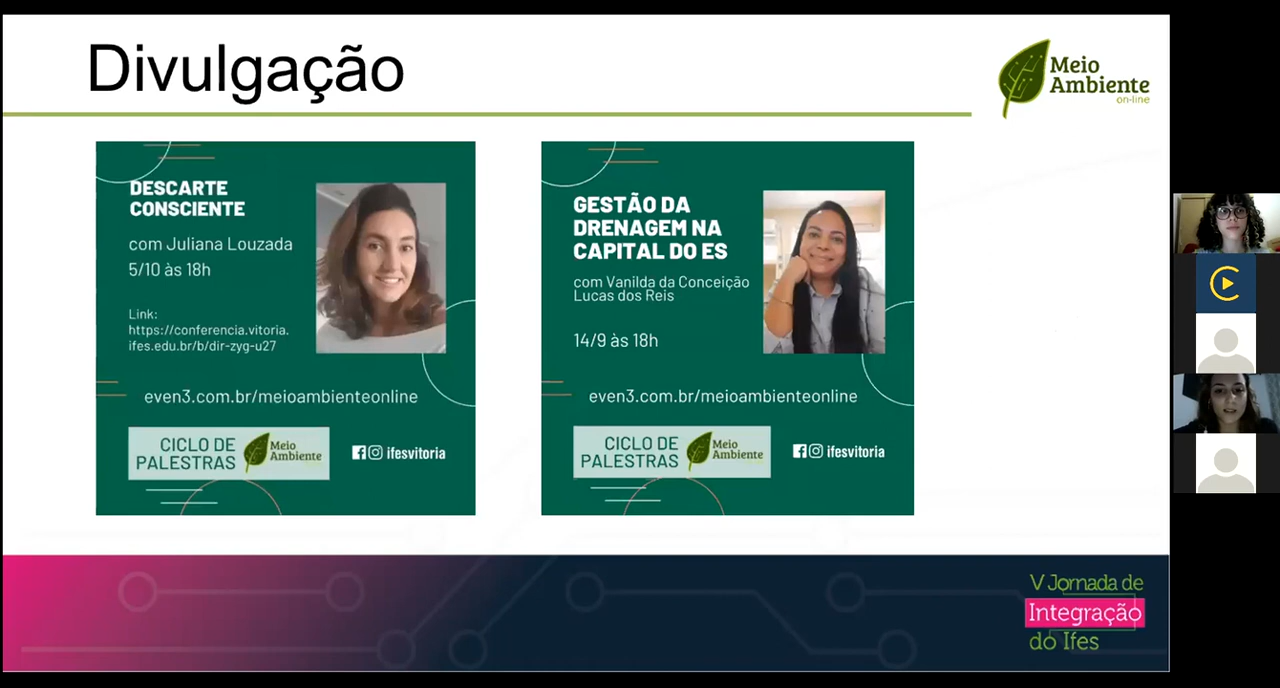 Divulgação
Meio
Ambiente
on-line
DESCARTE
CONSCIENTE
com Juliana Louzada
5/10 às 18h
Link:
https://conferencia.vitoria.
ifes.edu.br/b/dir-zyg-u27
even3.com.br/meioambienteonline
CICLO DE
PALESTRAS
Meio
Ambiente
ifesvitoria
GESTÃO DA
DRENAGEM NA
CAPITAL DO ES
com Vanilda da Conceição
Lucas dos Reis
14/9 às 18h
even3.com.br/meioambienteonline
CICLO DE
PALESTRAS
Meio
Ambiente
ifesvitoria
V Jornada de
Integração
do Ifes